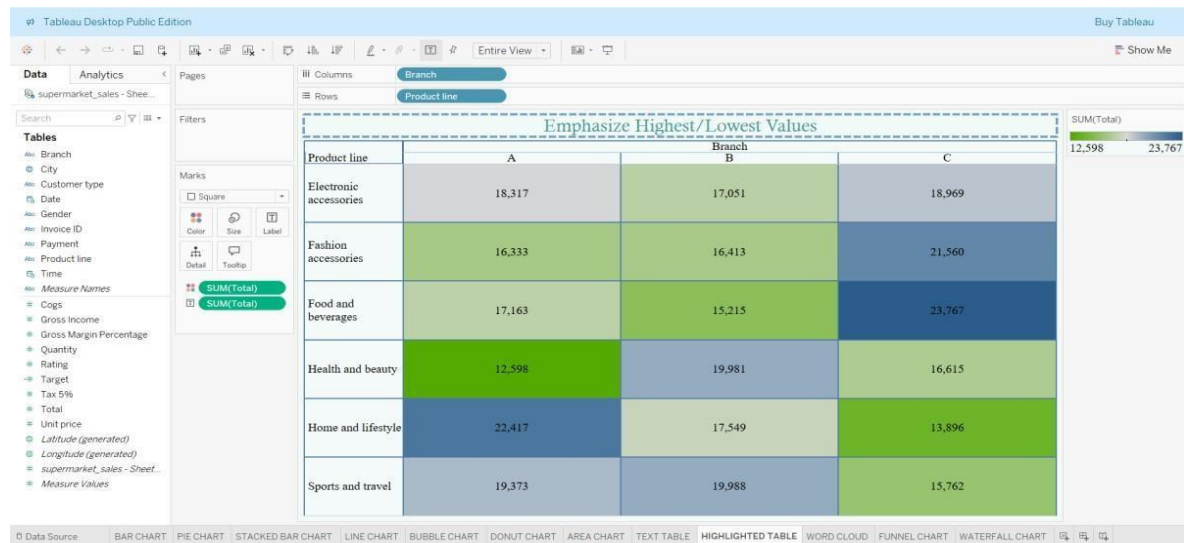 Tableau Desktop Public Edition
Buy Tableau
Entire View
Show Me
Data Analytics
supermarket_sales - Shee...
Search
Tables
Abc Branch
City
Abc Customer type
Date
Abc Gender
Abc Invoice ID
Abc Payment
Abc Product line
Time
Abc Measure Names
Cogs
Gross Income
Gross Margin Percentage
Quantity
Rating
Target
Tax 5%
Total
Unit price
Latitude (generated)
Longitude (generated)
supermarket_sales - Sheet...
Measure Values
Pages
Filters
Marks
Square
Color Size Label
Detail Tooltip
SUM(Total)
SUM(Total)
Columns Branch
Rows Product line
Emphasize Highest/Lowest Values
Branch
Product line A B C
Electronic
accessories
18,317 17,051 18,969
Fashion
accessories
16,333 16,413 21,560
Food and
beverages
17,163 15,215 23,767
Health and beauty 12,598 19,981 16,615
Home and lifestyle 22,417 17,549 13,896
Sports and travel 19,373 19,988 15,762
SUM(Total)
12,598 23,767
Data Source BAR CHART PIE CHART STACKED BAR CHART LINE CHART BUBBLE CHART DONUT CHART AREA CHART TEXT TABLE HIGHLIGHTED TABLE WORD CLOUD FUNNEL CHART WATERFALL CHART